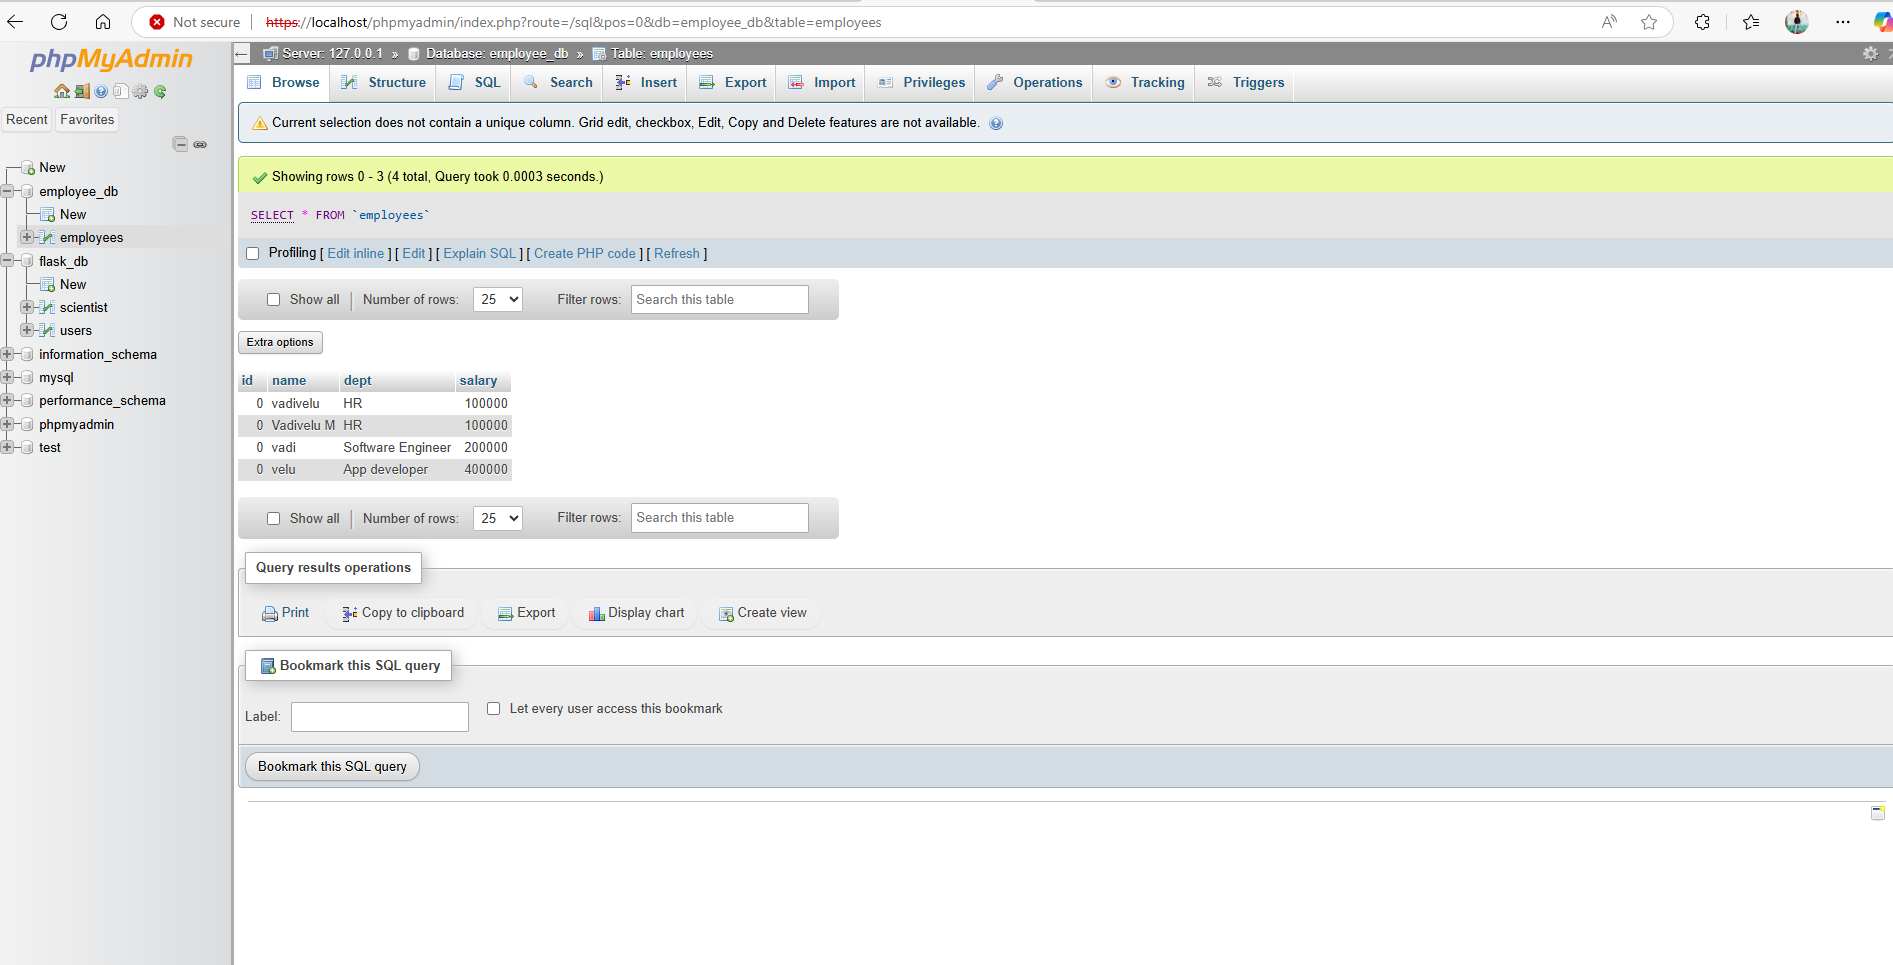 Not secure https://localhost/phpmyadmin/index.php?route=/sql&pos=0&db=employee_db&table=employees
phpMyAdmin
Recent Favorites
New
employee_db
New
employees
flask_db
New
scientist
users
information_schema
mysql
performance_schema
phpmyadmin
test
Server: 127.0.0.1 » Database: employee_db » Table: employees
Browse Structure SQL Search Insert Export Import Privileges Operations Tracking Triggers
Current selection does not contain a unique column. Grid edit, checkbox, Edit, Copy and Delete features are not available.
Showing rows 0 - 3 (4 total, Query took 0.0003 seconds.)
SELECT * FROM `employees`
Profiling [ Edit inline ] [ Edit ] [ Explain SQL ] [ Create PHP code ] [ Refresh ]
Show all Number of rows: 25 Filter rows: Search this table
Extra options
id name dept salary
0 vadivelu HR 100000
0 Vadivelu M HR 100000
0 vadi Software Engineer 200000
0 velu App developer 400000
Show all Number of rows: 25 Filter rows: Search this table
Query results operations
Print Copy to clipboard Export Display chart Create view
Bookmark this SQL query
Label: Let every user access this bookmark
Bookmark this SQL query